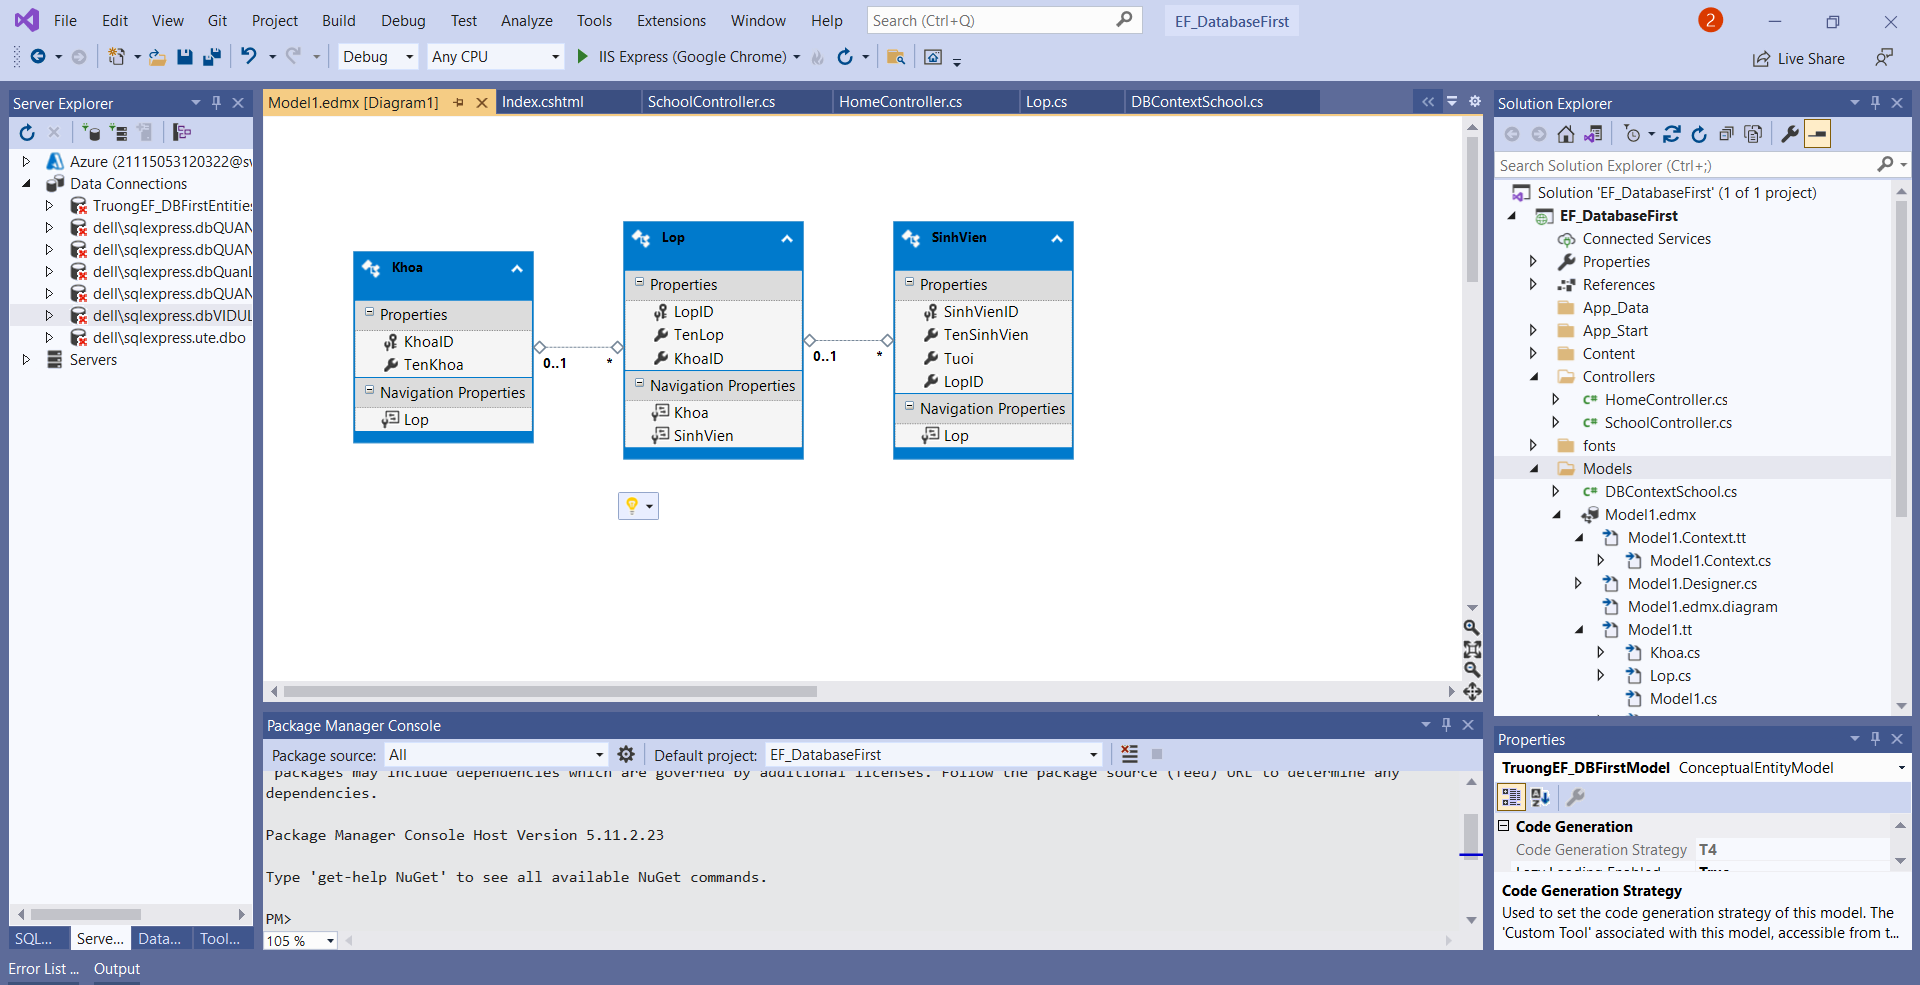 File Edit View Git Project Build Debug Test Analyze Tools Extensions Window Help Search (Ctrl+Q) EF_DatabaseFirst 2
Debug Any CPU IIS Express (Google Chrome) Live Share
Server Explorer
Azure (21115053120322@sv
Data Connections
TruongEF_DBFirstEntities
dell\sqlexpress.dbQUAN
dell\sqlexpress.dbQUAN
dell\sqlexpress.dbQuanL
dell\sqlexpress.dbQUAN
dell\sqlexpress.dbVIDUL
dell\sqlexpress.ute.dbo
Servers
SQL... Serve... Data... Tool...
Model1.edmx [Diagram1] Index.cshtml SchoolController.cs HomeController.cs Lop.cs DBContextSchool.cs
Khoa
Properties
KhoaID
TenKhoa
Navigation Properties
Lop
0..1 *
Lop
Properties
LopID
TenLop
KhoaID
Navigation Properties
Khoa
SinhVien
0..1 *
SinhVien
Properties
SinhVienID
TenSinhVien
Tuoi
LopID
Navigation Properties
Lop
Package Manager Console
Package source: All Default project: EF_DatabaseFirst
packages may include dependencies which are governed by additional licenses. Follow the package source (feed) URL to determine any
dependencies.
Package Manager Console Host Version 5.11.2.23
Type 'get-help NuGet' to see all available NuGet commands.
PM>
105 %
Solution Explorer
Search Solution Explorer (Ctrl+;)
Solution 'EF_DatabaseFirst' (1 of 1 project)
EF_DatabaseFirst
Connected Services
Properties
References
App_Data
App_Start
Content
Controllers
HomeController.cs
SchoolController.cs
fonts
Models
DBContextSchool.cs
Model1.edmx
Model1.Context.tt
Model1.Context.cs
Model1.Designer.cs
Model1.edmx.diagram
Model1.tt
Khoa.cs
Lop.cs
Model1.cs
Properties
TruongEF_DBFirstModel ConceptualEntityModel
Code Generation
Code Generation Strategy T4
Lazy Loading Enabled True
Code Generation Strategy
Used to set the code generation strategy of this model. The
'Custom Tool' associated with this model, accessible from t...
Error List ... Output